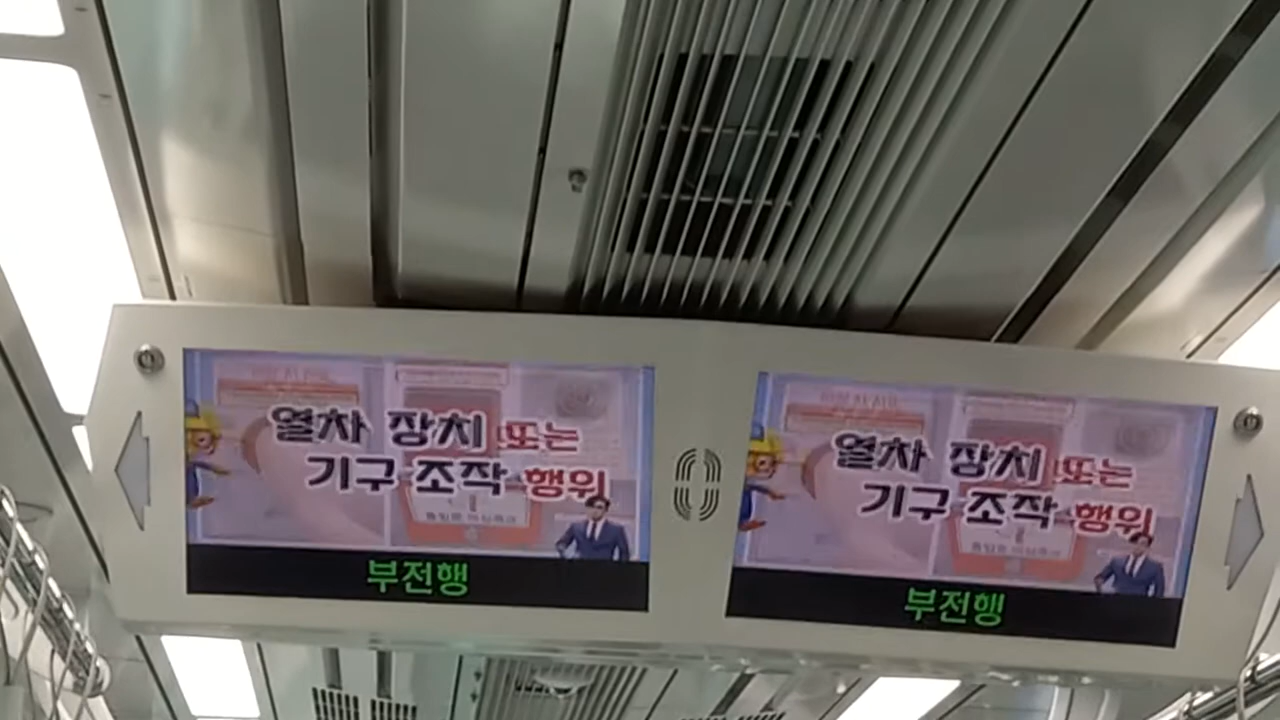 열차 장치 또는
기구 조작 행위
부전행
열차 장치 또는
기구 조작 행위
부전행